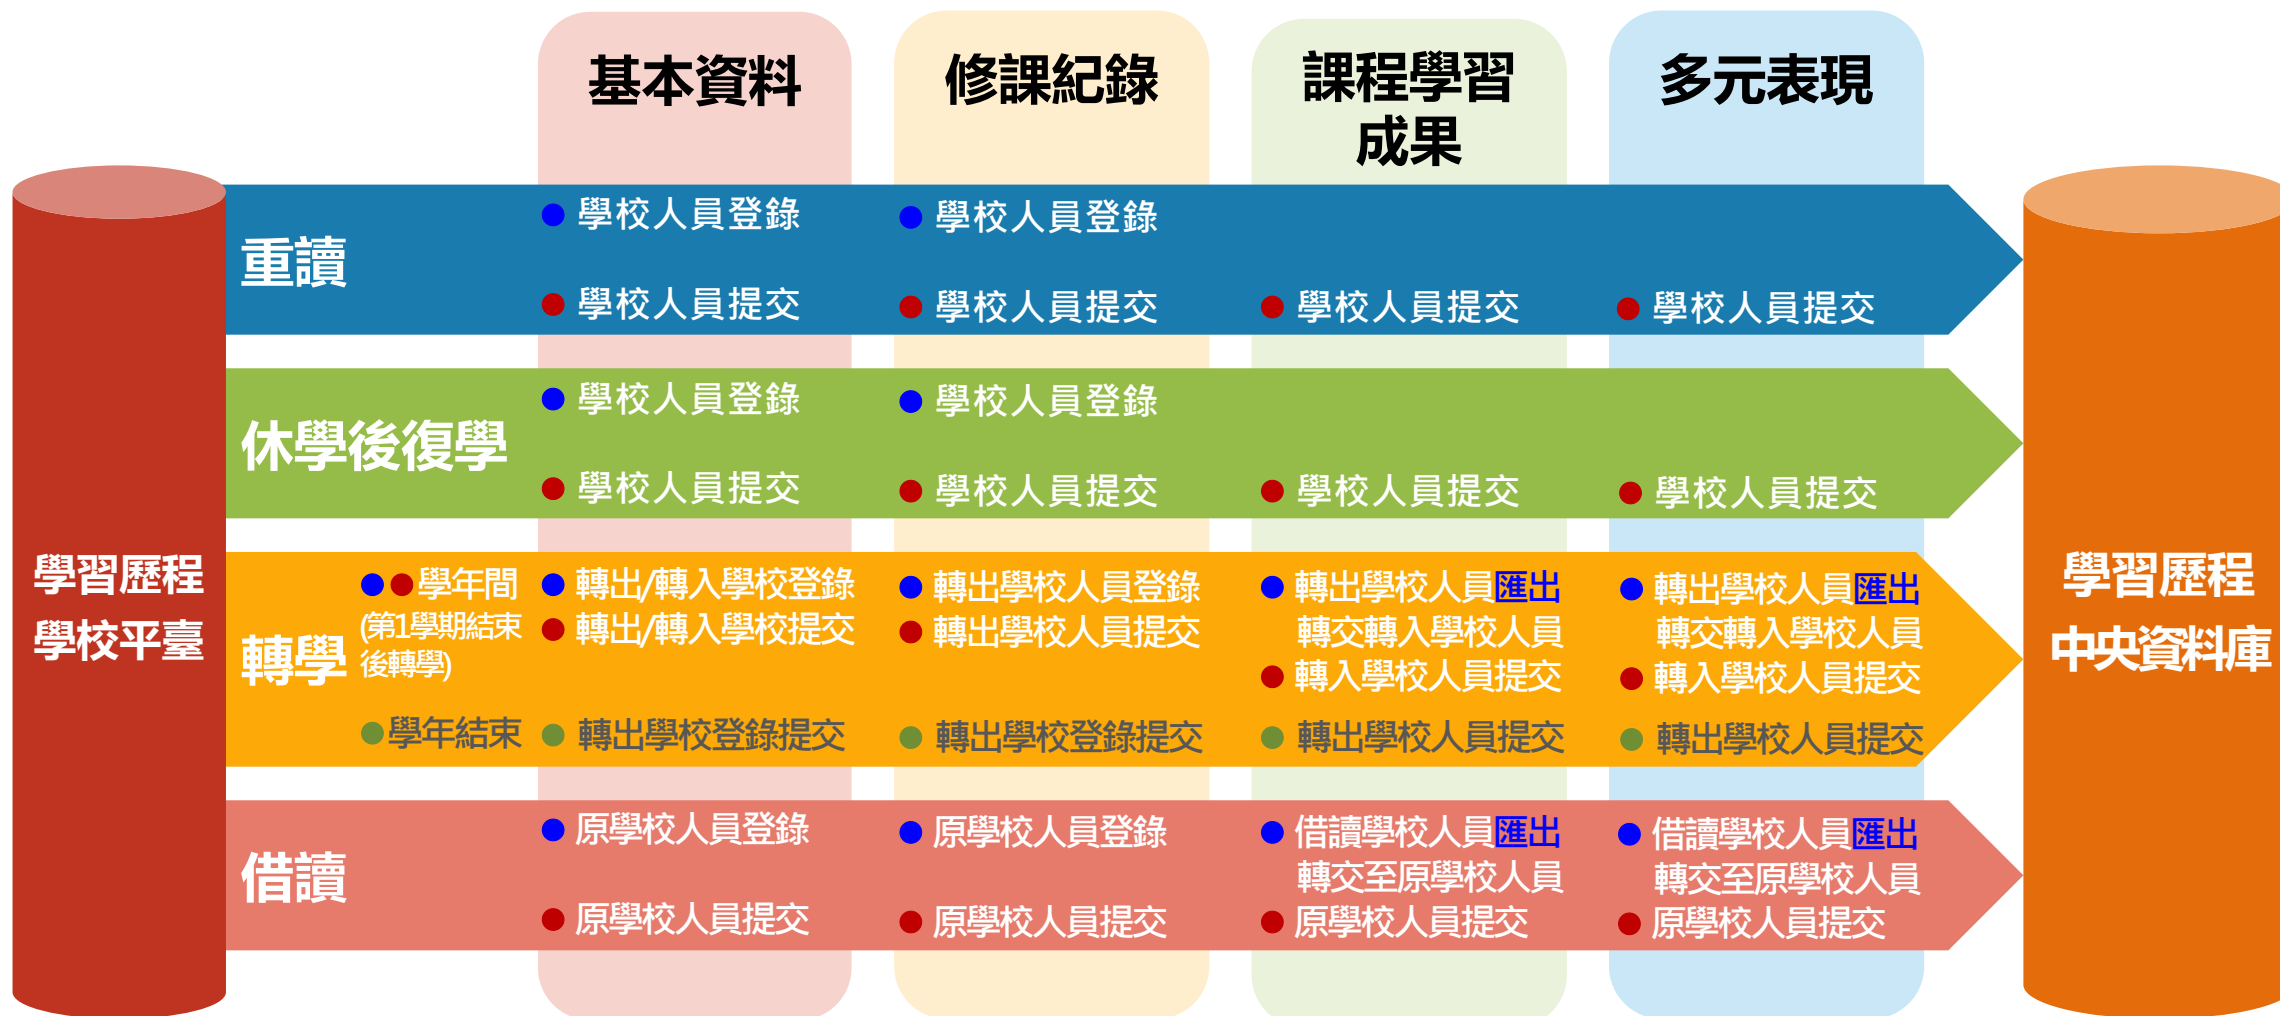 基本資料
修課紀錄
課程學習
成果
多元表現
學習歷程
學校平臺
重讀
學校人員登錄
學校人員提交
學校人員登錄
學校人員提交
學校人員提交
學校人員提交
休學後復學
學校人員登錄
學校人員提交
學校人員登錄
學校人員提交
學校人員提交
學校人員提交
轉學
學年間
(第1學期結束
後轉學)
學年結束
轉出/轉入學校登錄
轉出/轉入學校提交
轉出學校登錄提交
轉出學校人員登錄
轉出學校人員提交
轉出學校登錄提交
轉出學校人員匯出
轉交轉入學校人員
轉入學校人員提交
轉出學校人員提交
轉出學校人員匯出
轉交轉入學校人員
轉入學校人員提交
轉出學校人員提交
借讀
原學校人員登錄
原學校人員提交
原學校人員登錄
原學校人員提交
借讀學校人員匯出
轉交至原學校人員
原學校人員提交
借讀學校人員匯出
轉交至原學校人員
原學校人員提交
學習歷程
中央資料庫